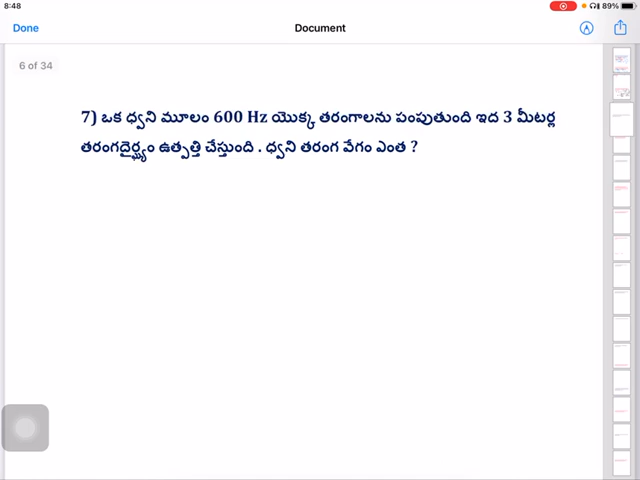 8:48
89%
Done
Document
6 of 34
7) ఒక ధ్వని మూలం 600 Hz యొక్క తరంగాలను పంపుతుంది ఇద 3 మీటర్ల
తరంగదైర్ఘ్యం ఉత్పత్తి చేస్తుంది . ధ్వని తరంగ వేగం ఎంత ?